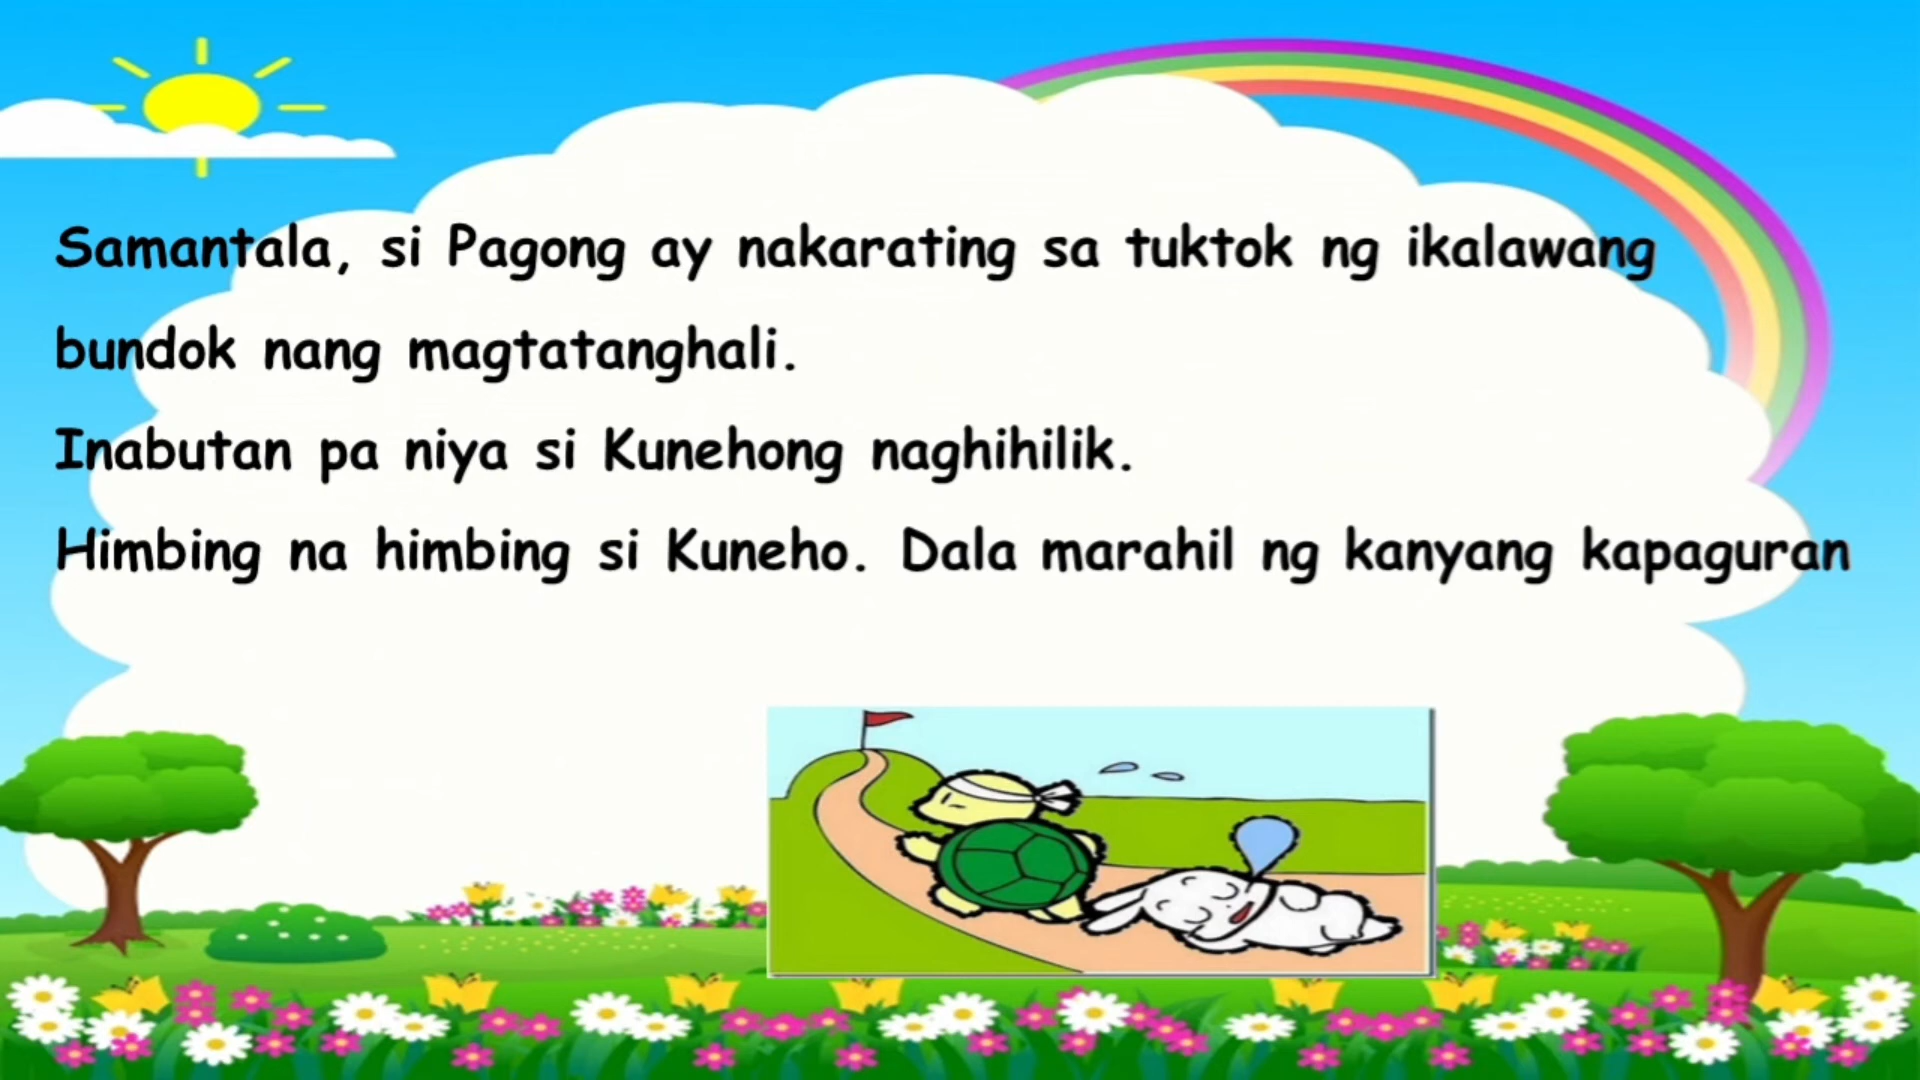 Samantala, si Pagong ay nakarating sa tuktok ng ikalawang
bundok nang magtatanghali.
Inabutan pa niya si Kunehong naghihilik.
Himbing na himbing si Kuneho. Dala marahil ng kanyang kapaguran